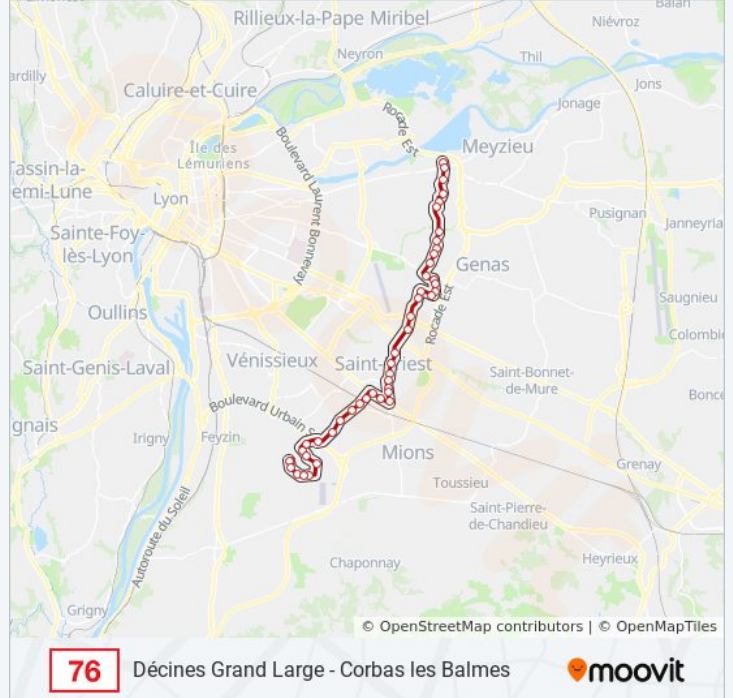 Balan
Rillieux-la-Pape Miribel
Niévroz
Neyron
Thil
ardilly
Jons
Caluire-et-Cuire
Jonage
Rocade Est
Boulevard Laurent Bonnevay
Île des
Lémuriens
Meyzieu
Tassin-la-
emi-Lune
Lyon
Pusignan
Janneyria
Sainte-Foy-
lès-Lyon
Genas
Saugnieu
Rocade Est
Oullins
Colombie
Vénissieux
Saint-Priest
Saint-Genis-Laval
Saint-Bonnet-
de-Mure
Bonce
Boulevard Urbain S
gnais
Irigny
Feyzin
Mions
Grenay
Toussieu
Autoroute du Soleil
Saint-Pierre-
de-Chandieu
Heyrieux
Chaponnay
Grigny
© OpenStreetMap contributors | © OpenMapTiles
76
Décines Grand Large - Corbas les Balmes
moovit